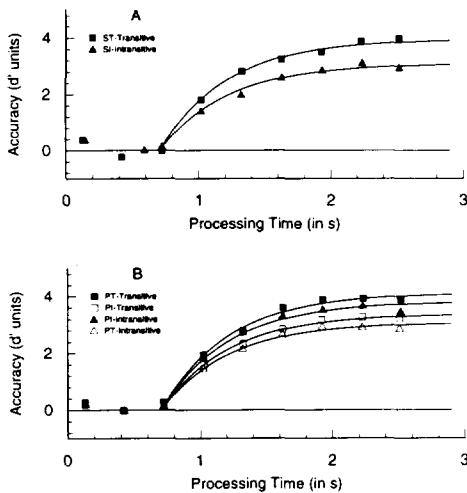 A
ST-Transitive
SI-Intransitive
Accuracy (d' units)
4
2
0
0 1 2 3
Processing Time (in s)
B
PT-Transitive
PI-Transitive
PI-Intransitive
PT-Intransitive
Accuracy (d' units)
4
2
0
0 1 2 3
Processing Time (in s)